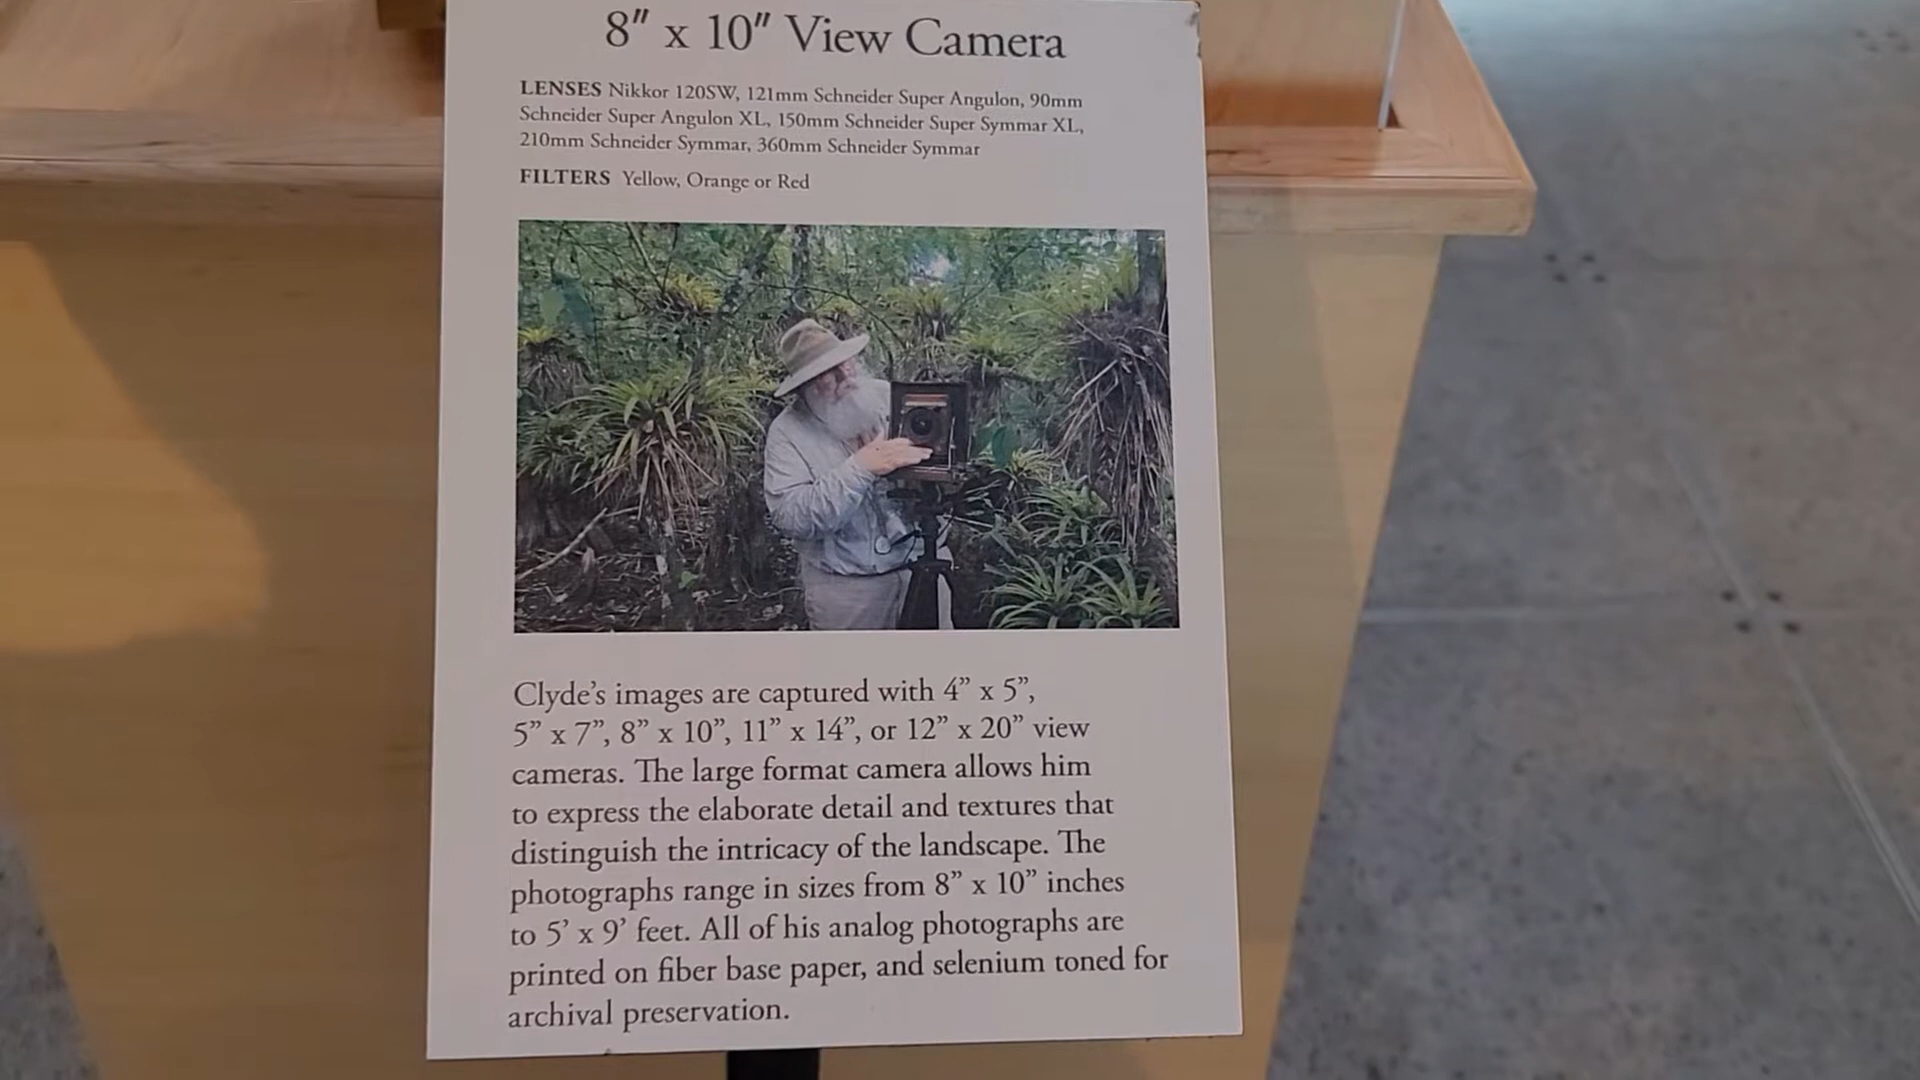 8" x 10" View Camera
LENSES Nikkor 120SW, 121mm Schneider Super Angulon, 90mm
Schneider Super Angulon XL, 150mm Schneider Super Symmar XL,
210mm Schneider Symmar, 360mm Schneider Symmar
FILTERS Yellow, Orange or Red
Clyde’s images are captured with 4” x 5”,
5” x 7”, 8” x 10”, 11” x 14”, or 12” x 20” view
cameras. The large format camera allows him
to express the elaborate detail and textures that
distinguish the intricacy of the landscape. The
photographs range in sizes from 8” x 10” inches
to 5’ x 9’ feet. All of his analog photographs are
printed on fiber base paper, and selenium toned for
archival preservation.